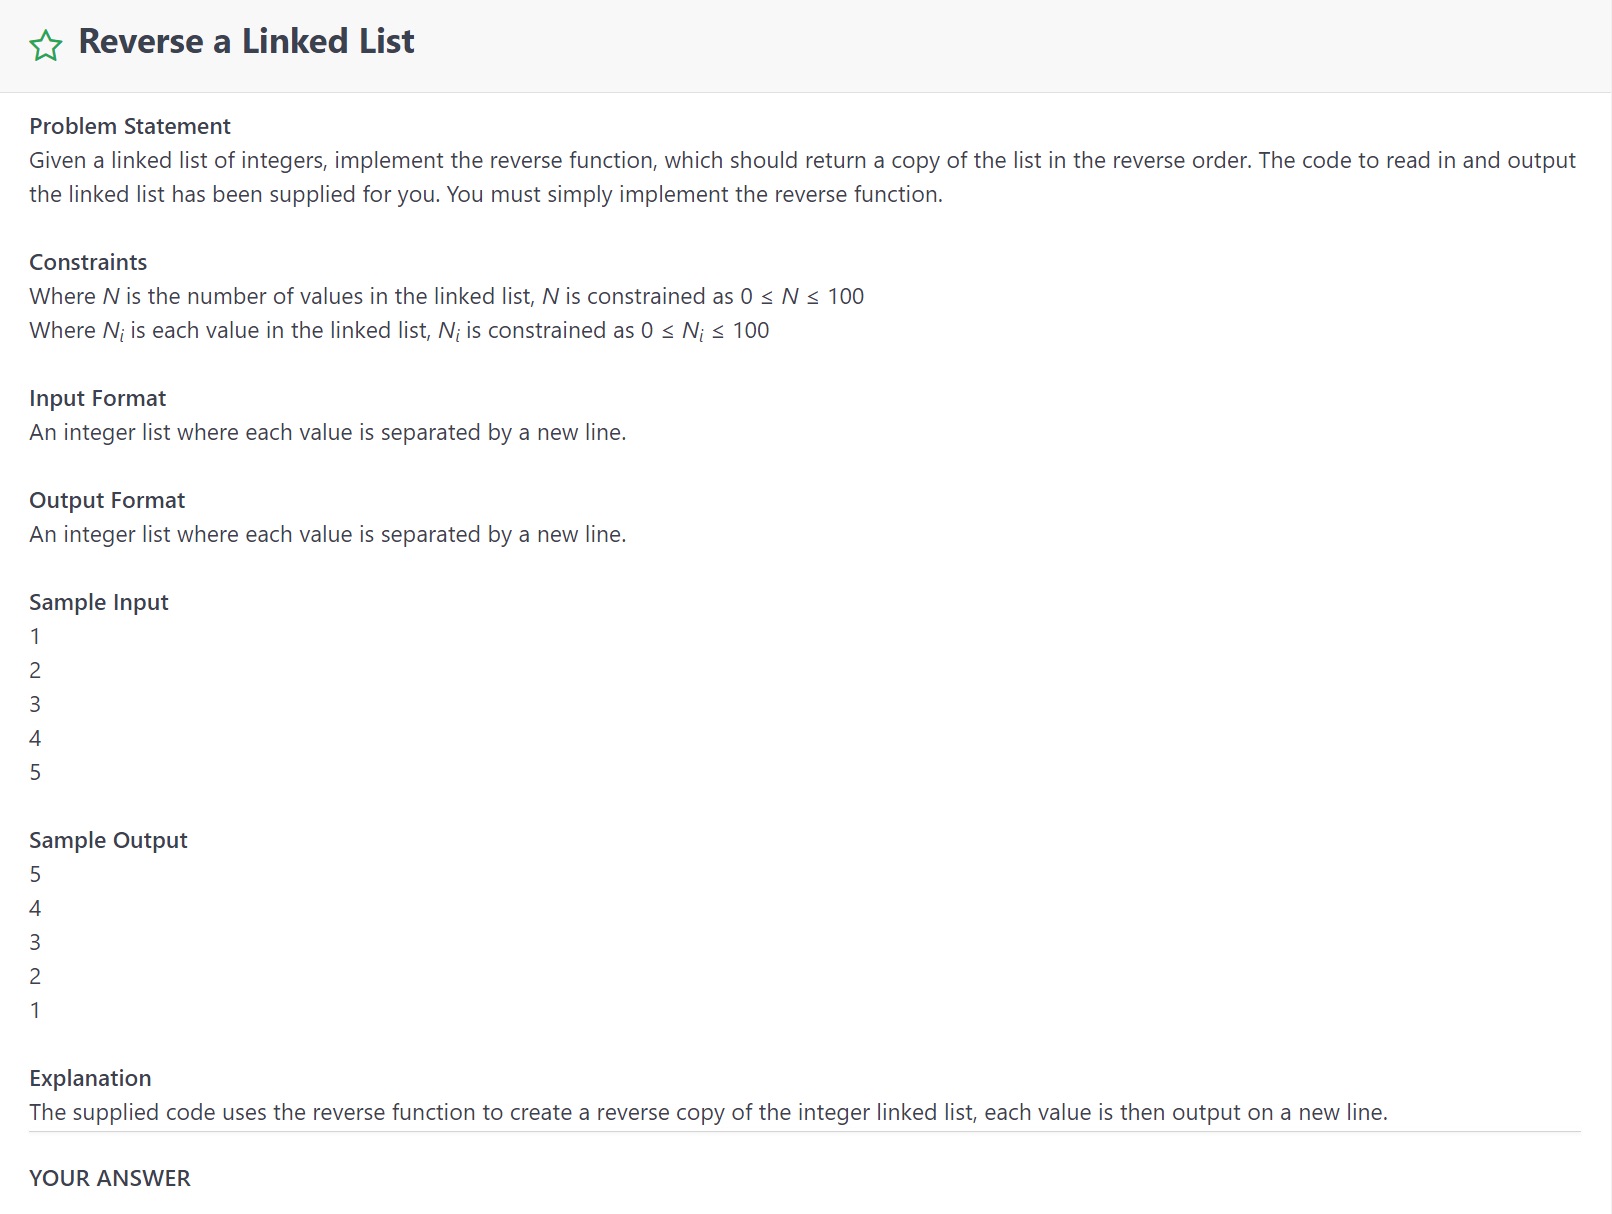 Reverse a Linked List
Problem Statement
Given a linked list of integers, implement the reverse function, which should return a copy of the list in the reverse order. The code to read in and output
the linked list has been supplied for you. You must simply implement the reverse function.
Constraints
Where N is the number of values in the linked list, N is constrained as 0 ≤ N ≤ 100
Where Nᵢ is each value in the linked list, Nᵢ is constrained as 0 ≤ Nᵢ ≤ 100
Input Format
An integer list where each value is separated by a new line.
Output Format
An integer list where each value is separated by a new line.
Sample Input
1
2
3
4
5
Sample Output
5
4
3
2
1
Explanation
The supplied code uses the reverse function to create a reverse copy of the integer linked list, each value is then output on a new line.
YOUR ANSWER